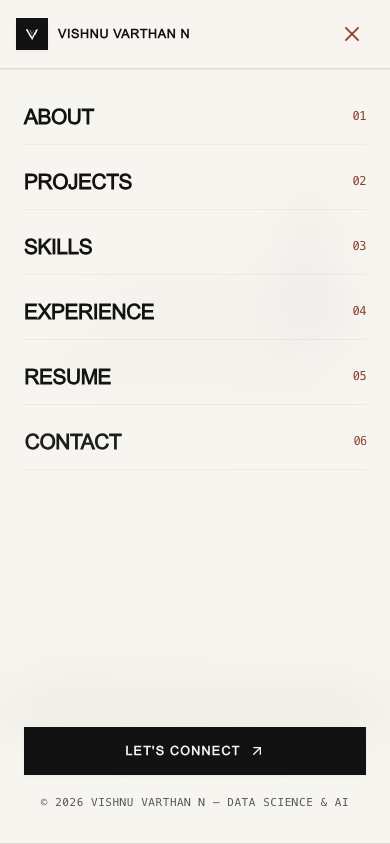 V VISHNU VARTHAN N
ABOUT 01
PROJECTS 02
SKILLS 03
EXPERIENCE 04
RESUME 05
CONTACT 06
LET'S CONNECT ↗
© 2026 VISHNU VARTHAN N — DATA SCIENCE & AI